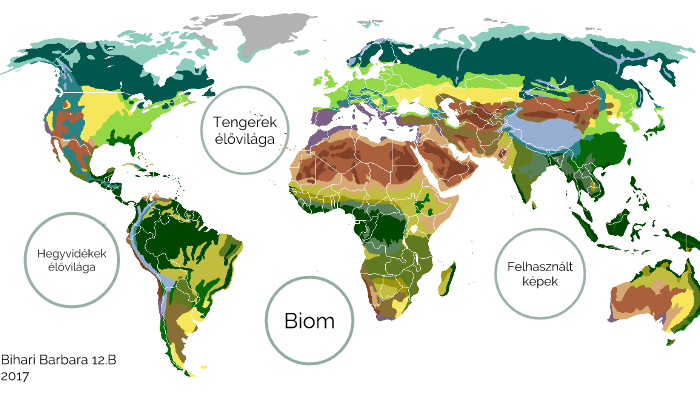 Tengerek
élővilága
Hegyvidékek
élővilága
Felhasznált
képek
Biom
Bihari Barbara 12.B
2017